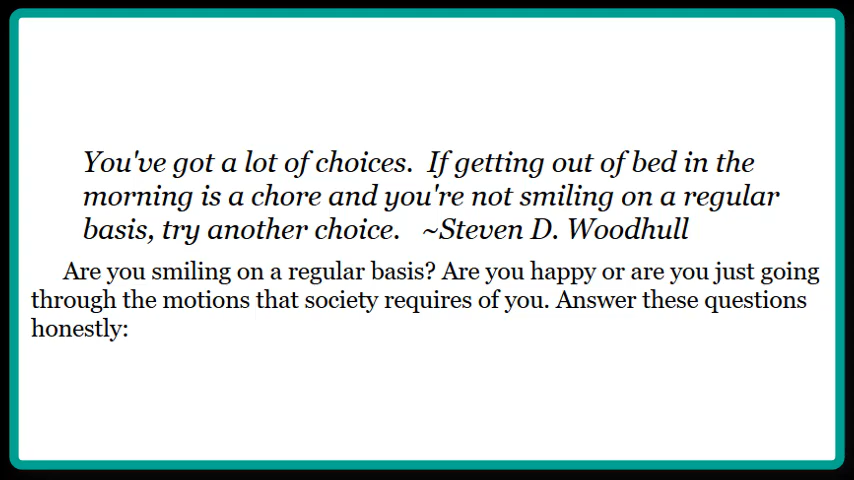 You've got a lot of choices.  If getting out of bed in the
morning is a chore and you're not smiling on a regular
basis, try another choice.   ~Steven D. Woodhull
Are you smiling on a regular basis? Are you happy or are you just going
through the motions that society requires of you. Answer these questions
honestly: